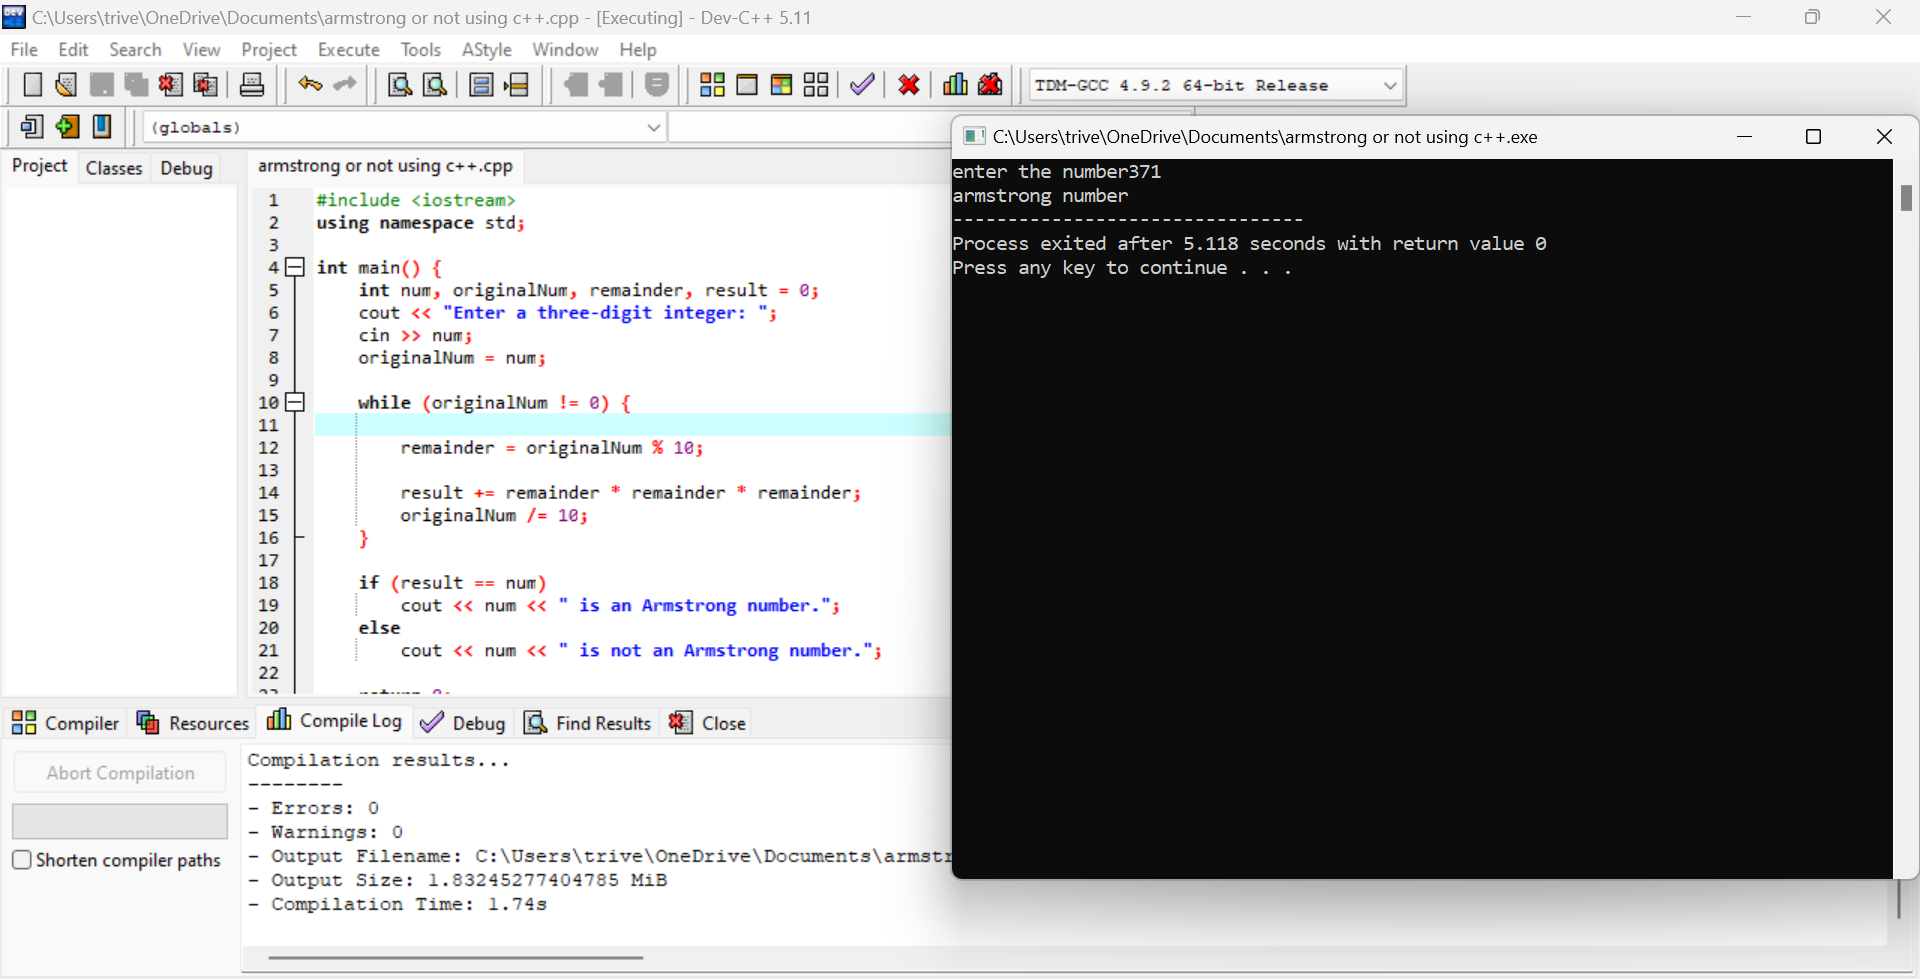 C:\Users\trive\OneDrive\Documents\armstrong or not using c++.cpp - [Executing] - Dev-C++ 5.11
File Edit Search View Project Execute Tools AStyle Window Help
TDM-GCC 4.9.2 64-bit Release
(globals)
Project Classes Debug
armstrong or not using c++.cpp
1 #include <iostream>
2 using namespace std;
3
4 int main() {
5 int num, originalNum, remainder, result = 0;
6 cout << "Enter a three-digit integer: ";
7 cin >> num;
8 originalNum = num;
9
10 while (originalNum != 0) {
11
12 remainder = originalNum % 10;
13
14 result += remainder * remainder * remainder;
15 originalNum /= 10;
16 }
17
18 if (result == num)
19 cout << num << " is an Armstrong number.";
20 else
21 cout << num << " is not an Armstrong number.";
22
C:\Users\trive\OneDrive\Documents\armstrong or not using c++.exe
enter the number371
armstrong number
--------------------------------
Process exited after 5.118 seconds with return value 0
Press any key to continue . . .
Compiler Resources Compile Log Debug Find Results Close
Abort Compilation
Shorten compiler paths
Compilation results...
--------
- Errors: 0
- Warnings: 0
- Output Filename: C:\Users\trive\OneDrive\Documents\armst
- Output Size: 1.83245277404785 MiB
- Compilation Time: 1.74s